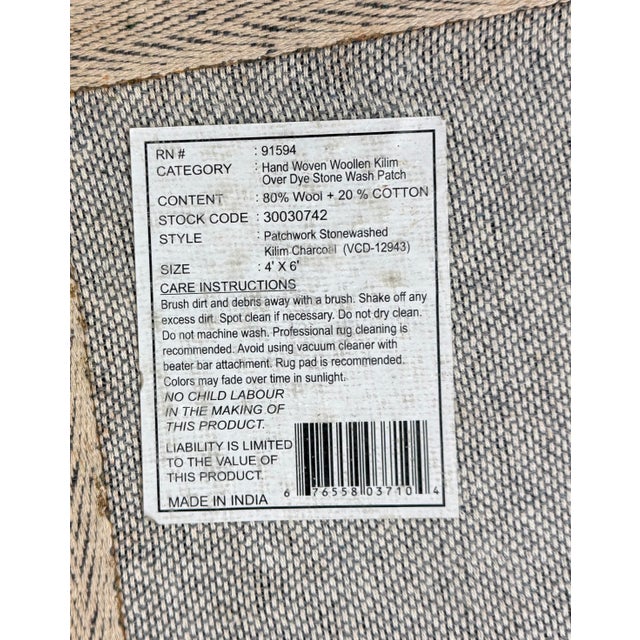 RN # : 91594
CATEGORY : Hand Woven Woollen Kilim
Over Dye Stone Wash Patch
CONTENT : 80% Wool + 20 % COTTON
STOCK CODE : 30030742
STYLE : Patchwork Stonewashed
Kilim Charcoal (VCD-12943)
SIZE : 4' X 6'
CARE INSTRUCTIONS
Brush dirt and debris away with a brush. Shake off any
excess dirt. Spot clean if necessary. Do not dry clean.
Do not machine wash. Professional rug cleaning is
recommended. Avoid using vacuum cleaner with
beater bar attachment. Rug pad is recommended.
Colors may fade over time in sunlight.
NO CHILD LABOUR
IN THE MAKING OF
THIS PRODUCT.
LIABILITY IS LIMITED
TO THE VALUE OF
THIS PRODUCT.
MADE IN INDIA
6 76558 03710 4